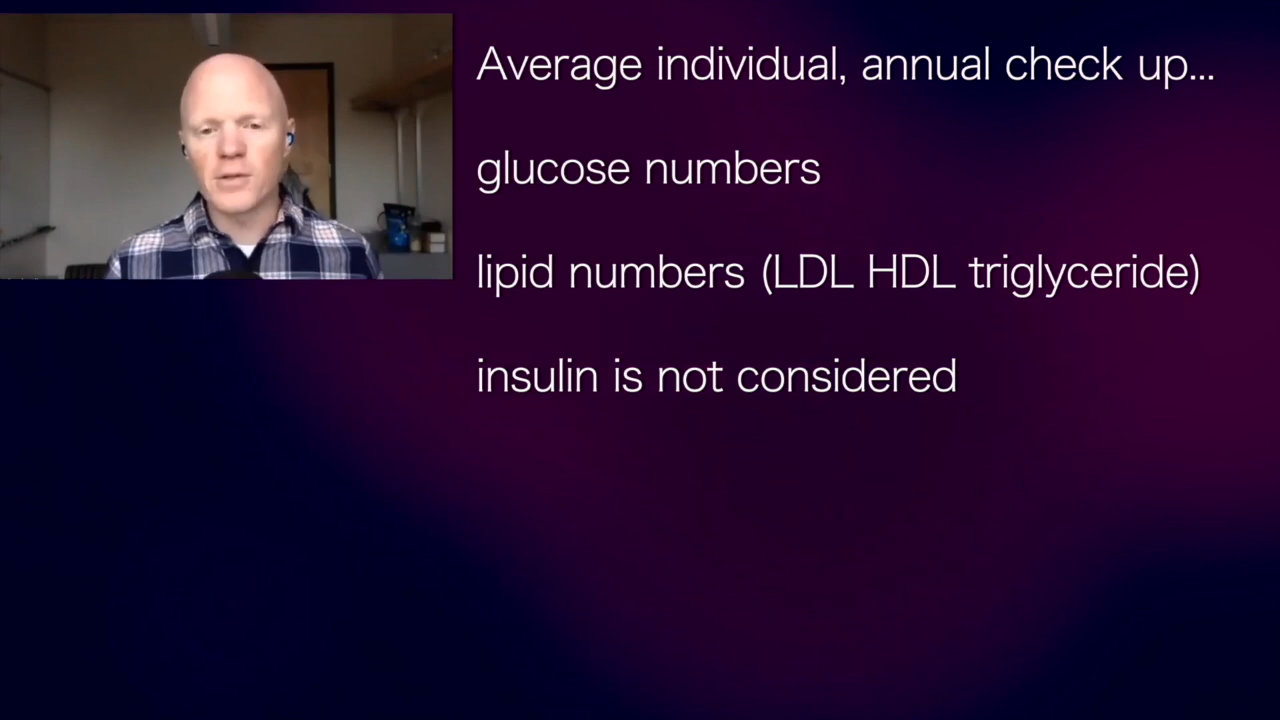 Average individual, annual check up...
glucose numbers
lipid numbers (LDL HDL triglyceride)
insulin is not considered